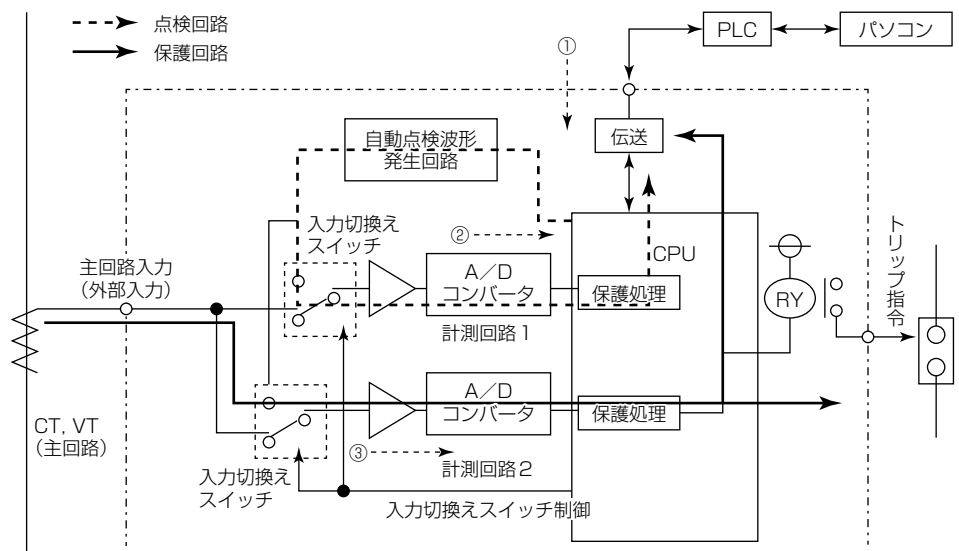 点検回路
保護回路
①
PLC
パソコン
伝送
自動点検波形
発生回路
入力切換え
スイッチ
②
CPU
主回路入力
（外部入力）
A／D
コンバータ
保護処理
計測回路1
RY
トリップ指令
A／D
コンバータ
保護処理
CT, VT
（主回路）
③
計測回路2
入力切換え
スイッチ
入力切換えスイッチ制御